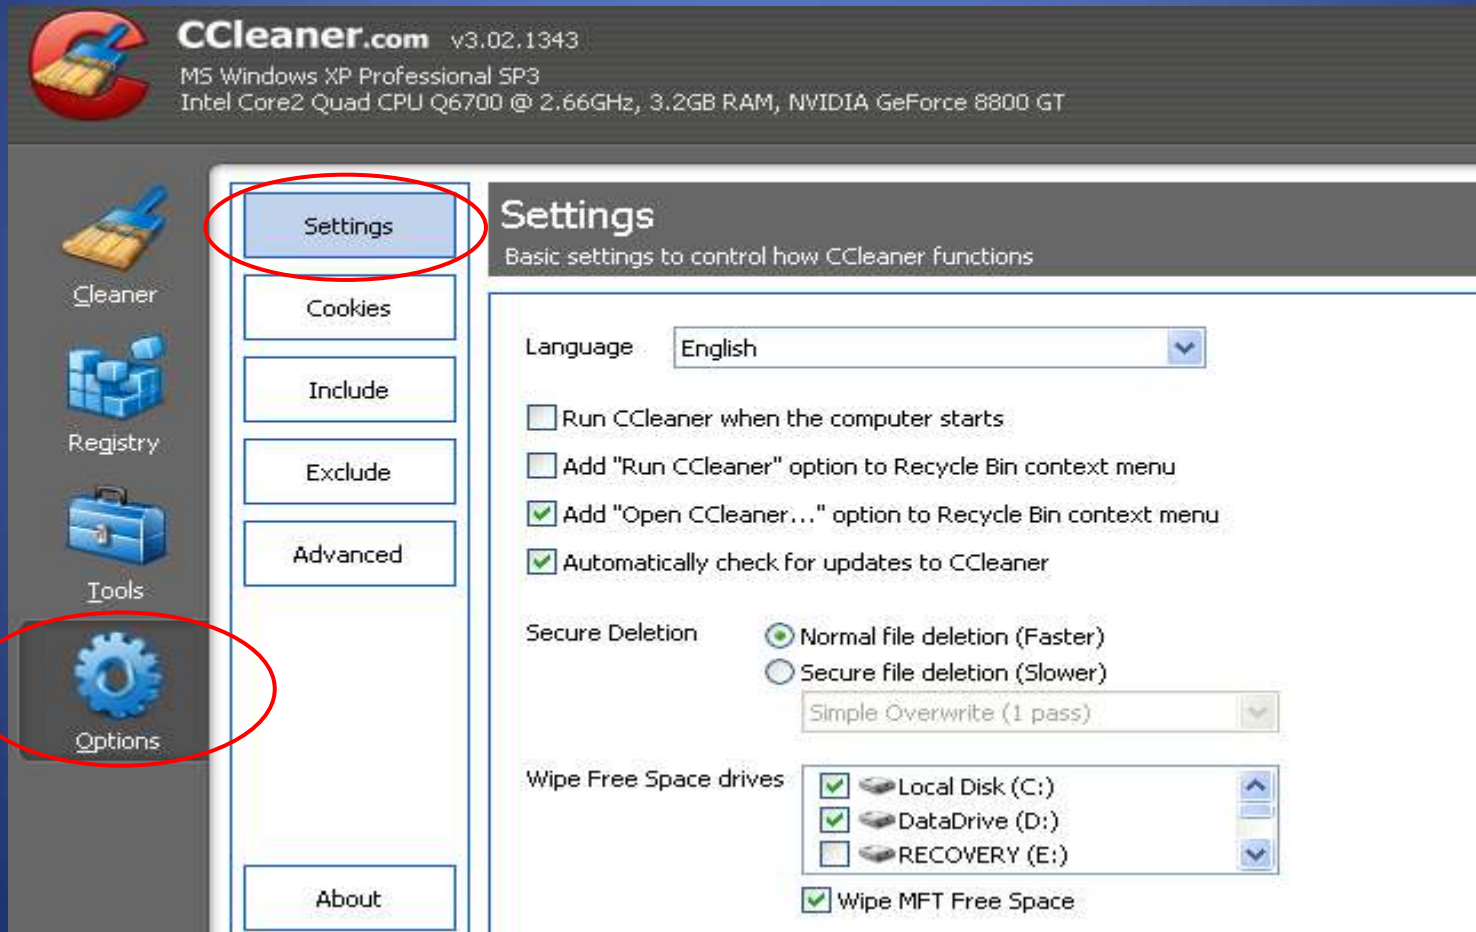 CCleaner.com v3.02.1343
MS Windows XP Professional SP3
Intel Core2 Quad CPU Q6700 @ 2.66GHz, 3.2GB RAM, NVIDIA GeForce 8800 GT
Cleaner
Registry
Tools
Options
Settings
Cookies
Include
Exclude
Advanced
About
Settings
Basic settings to control how CCleaner functions
Language English
Run CCleaner when the computer starts
Add "Run CCleaner" option to Recycle Bin context menu
Add "Open CCleaner..." option to Recycle Bin context menu
Automatically check for updates to CCleaner
Secure Deletion Normal file deletion (Faster)
Secure file deletion (Slower)
Simple Overwrite (1 pass)
Wipe Free Space drives Local Disk (C:)
DataDrive (D:)
RECOVERY (E:)
Wipe MFT Free Space